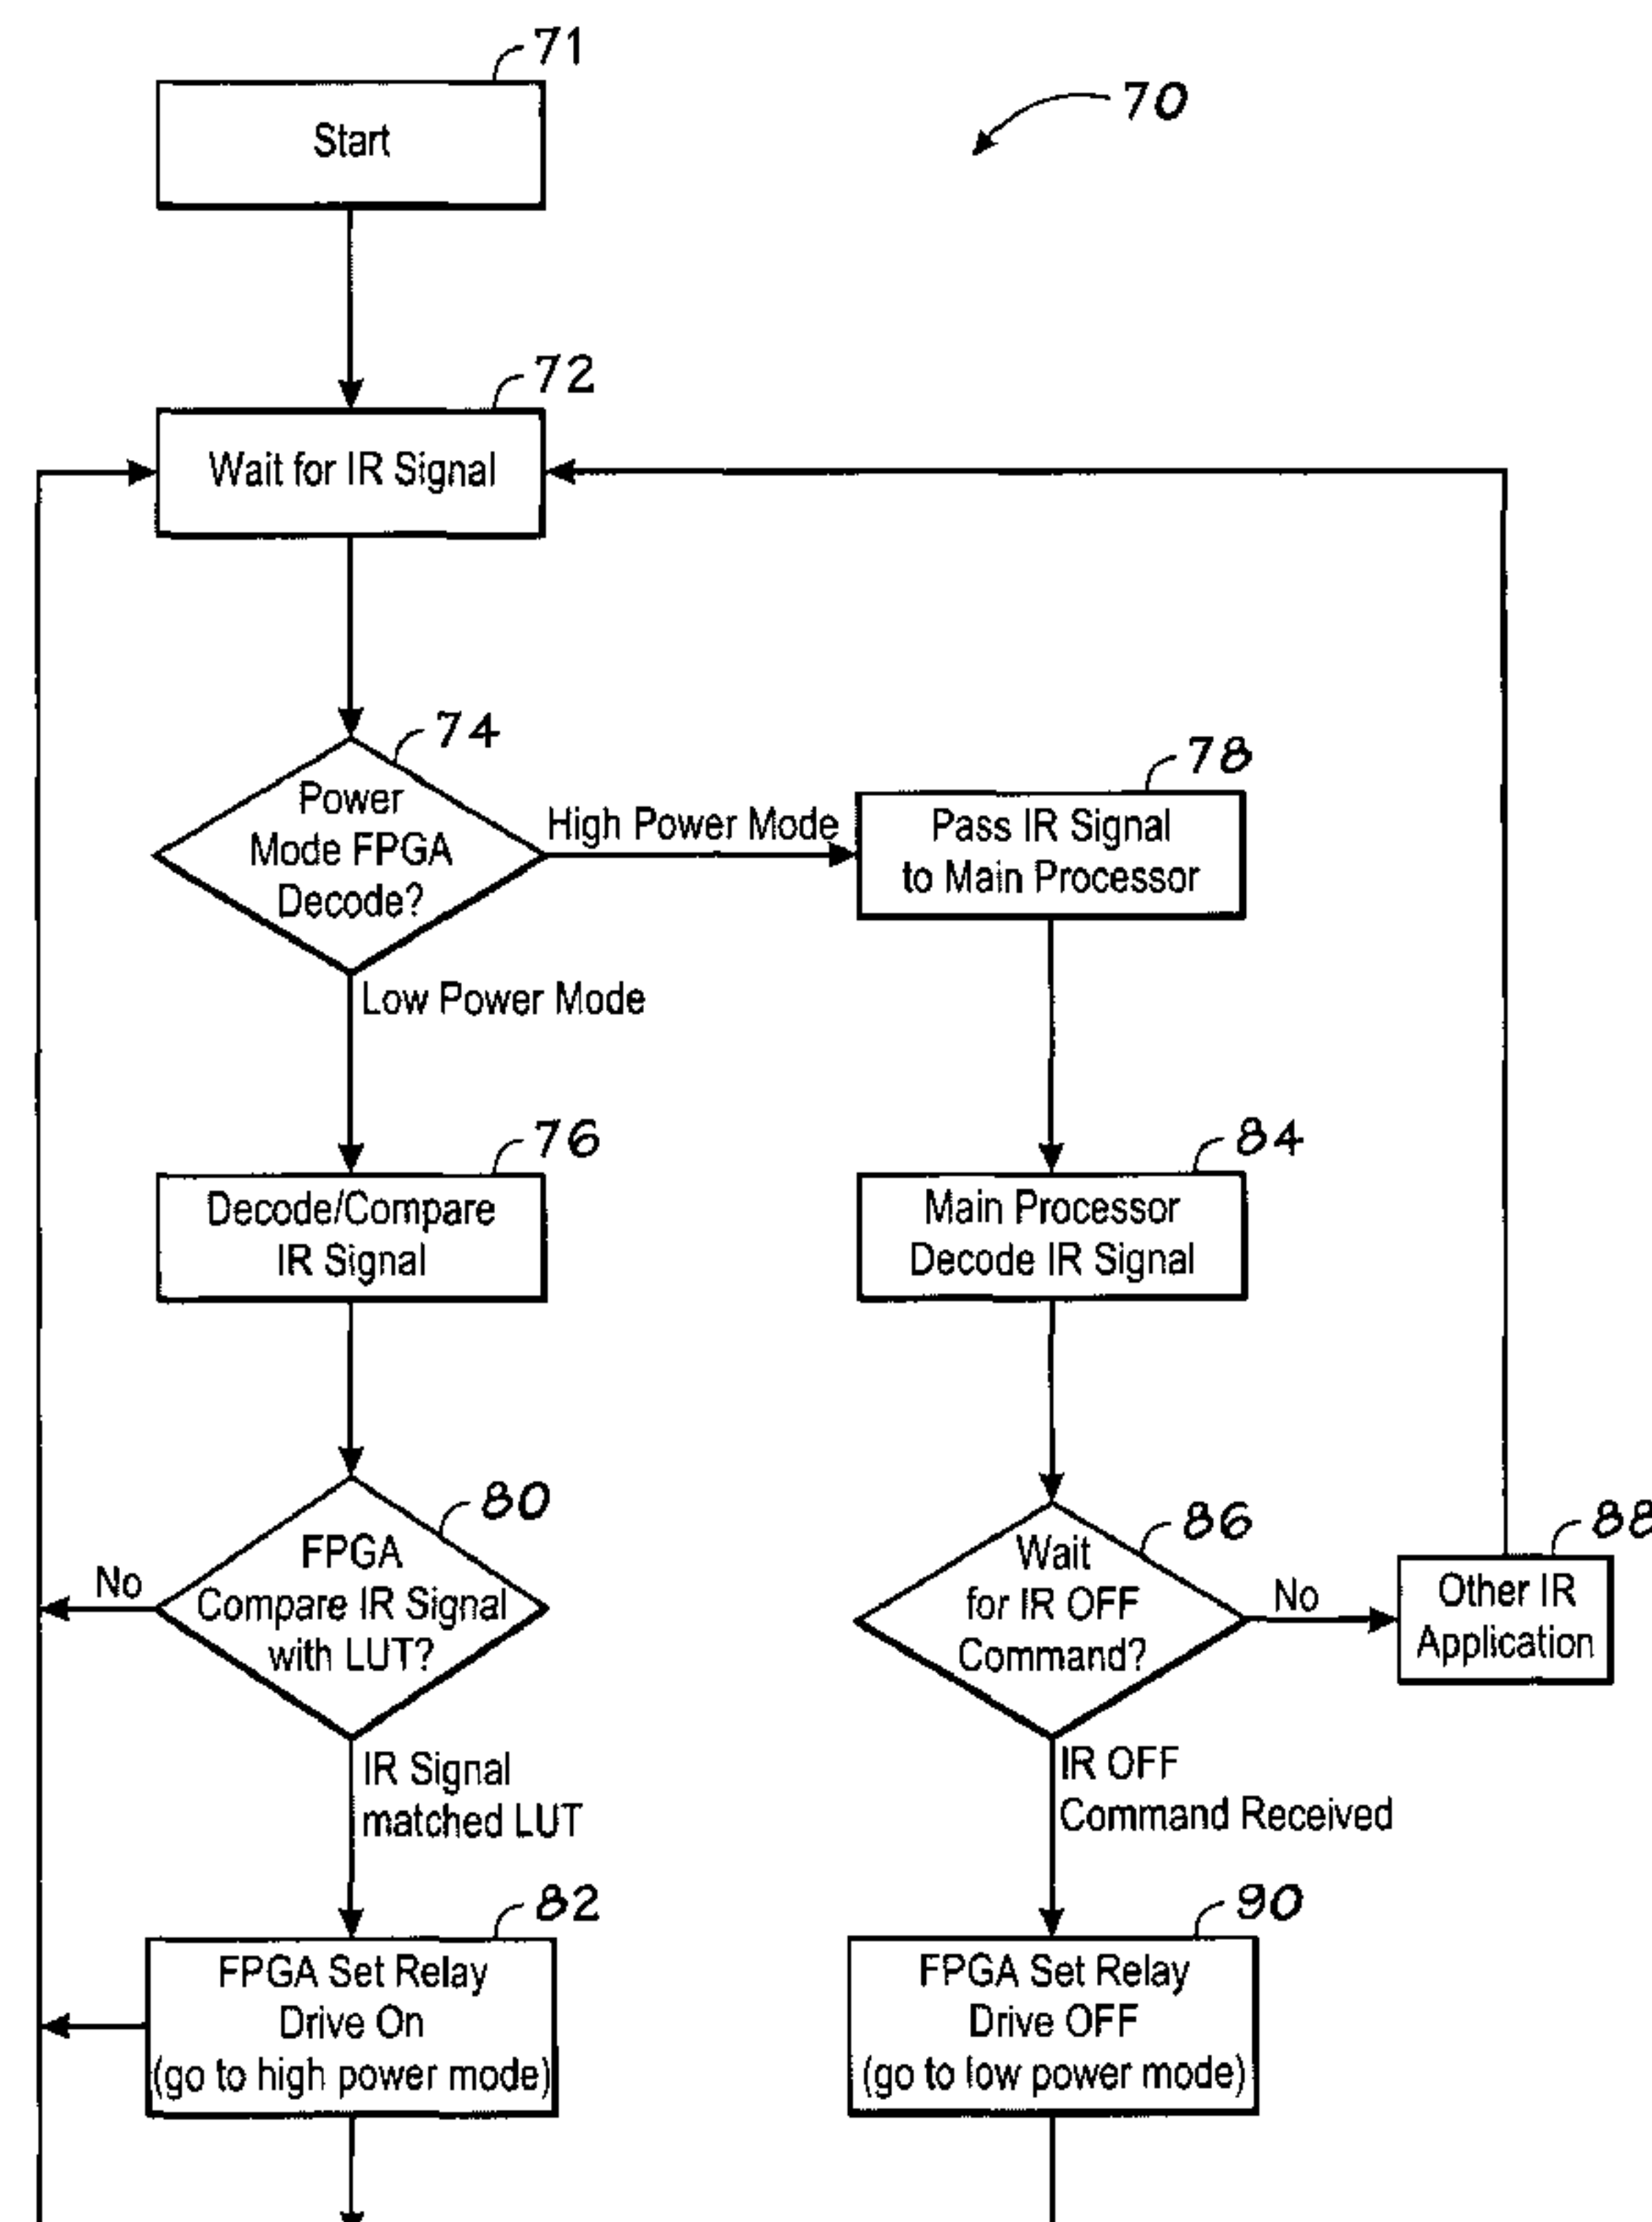 71
Start
70
72
Wait for IR Signal
74
Power
Mode FPGA
Decode?
High Power Mode
78
Pass IR Signal
to Main Processor
Low Power Mode
76
Decode/Compare
IR Signal
84
Main Processor
Decode IR Signal
80
FPGA
Compare IR Signal
with LUT?
No
86
Wait
for IR OFF
Command?
No
88
Other IR
Application
IR Signal
matched LUT
IR OFF
Command Received
82
FPGA Set Relay
Drive On
(go to high power mode)
90
FPGA Set Relay
Drive OFF
(go to low power mode)